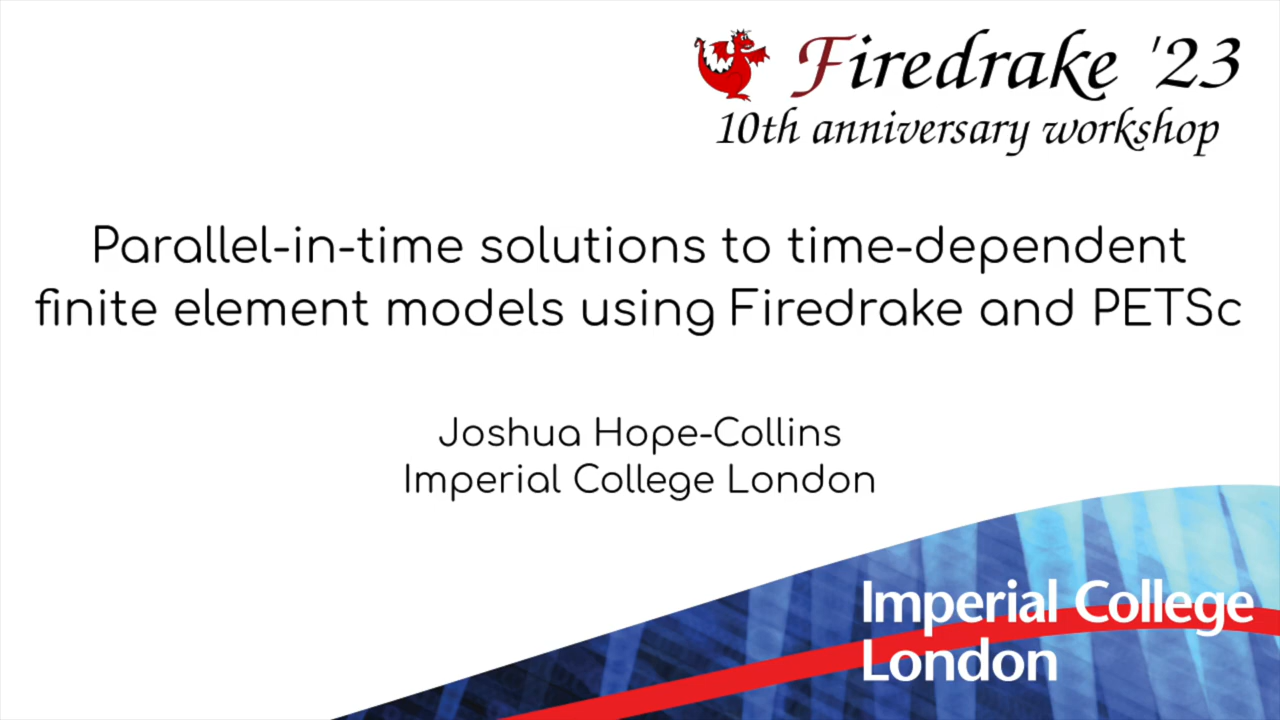 Firedrake '23
10th anniversary workshop
Parallel-in-time solutions to time-dependent
finite element models using Firedrake and PETSc
Joshua Hope-Collins
Imperial College London
Imperial College
London